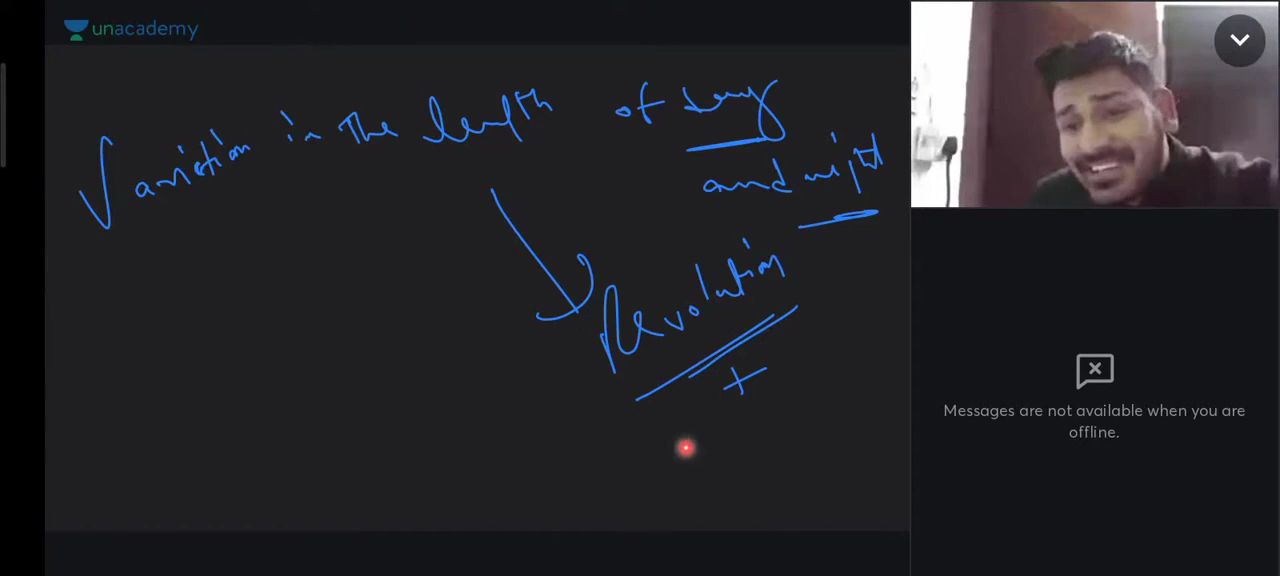 unacademy
Variation in the length of day
and night
Revolution
+
Messages are not available when you are
offline.